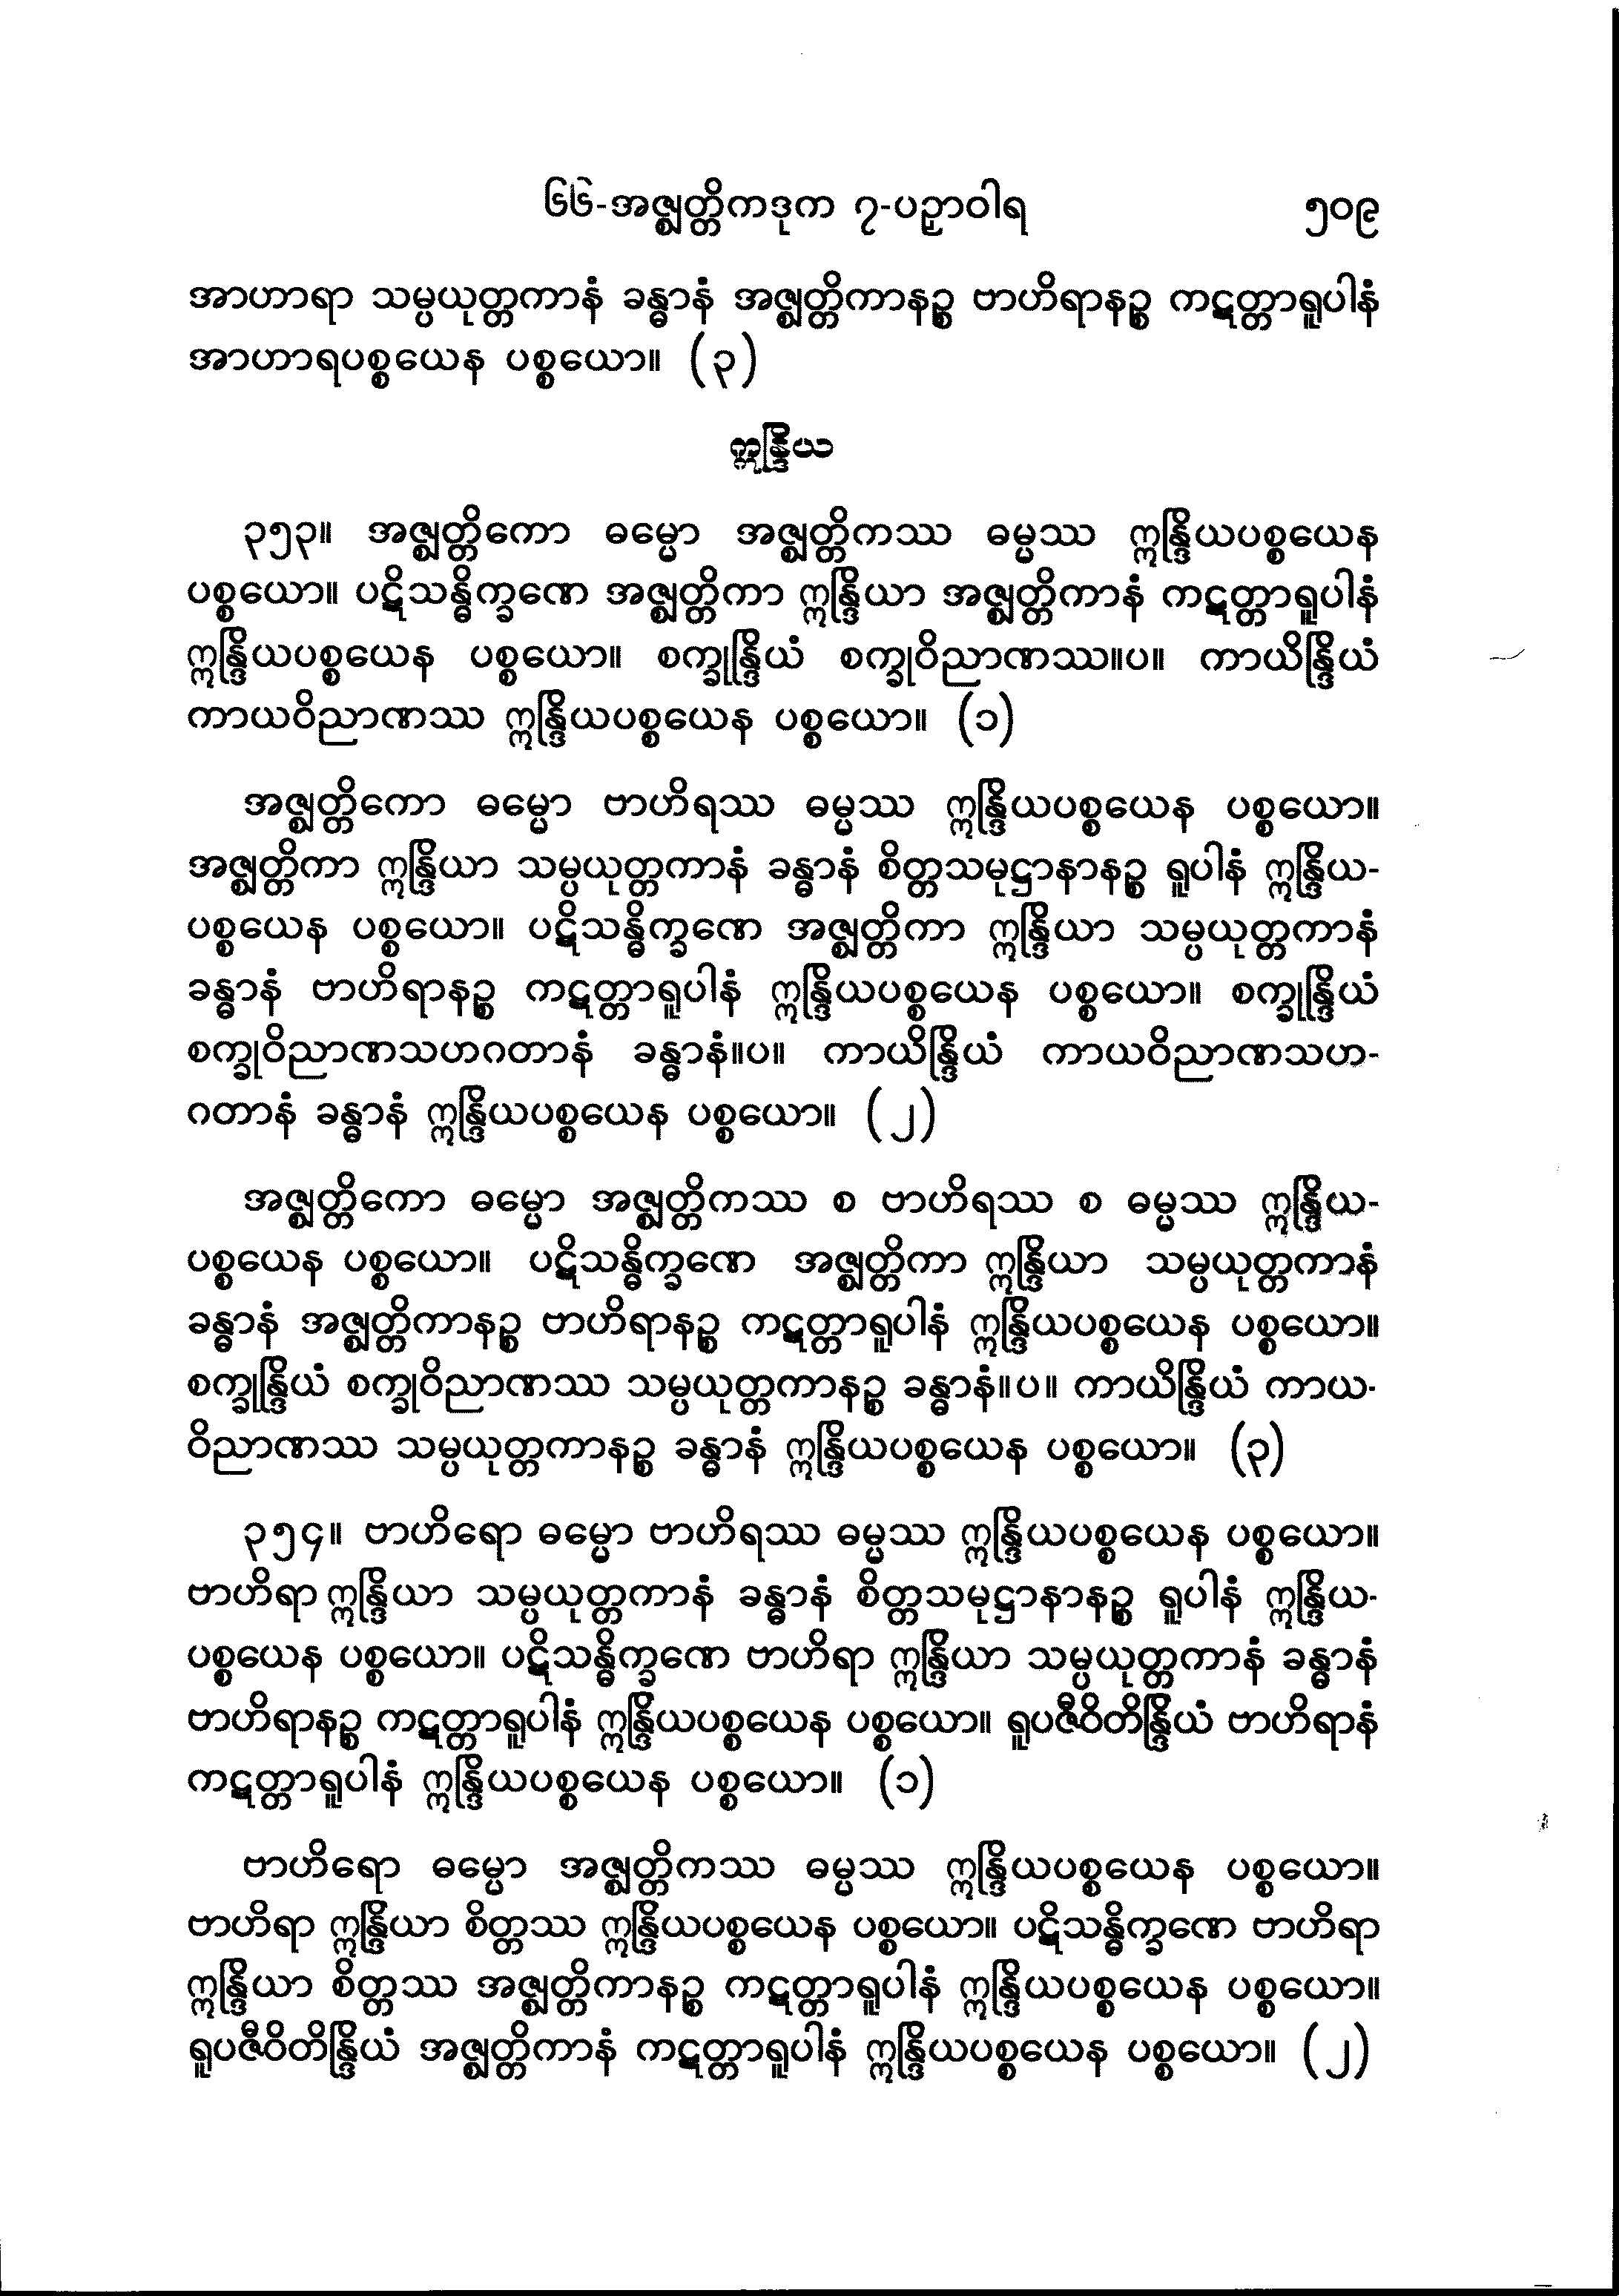 ၆၆-အဇ္ဈတ္တိကဒုက ၇-ပဉှာဝါရ ၅၀၉
အာဟာရာ သမ္ပယုတ္တကာနံ ခန္ဓာနံ အဇ္ဈတ္တိကာနဉ္စ ဗာဟိရာနဉ္စ ကဋတ္တာရူပါနံ
အာဟာရပစ္စယေန ပစ္စယော။ (၃)
ဣန္ဒြိယ
၃၅၃။ အဇ္ဈတ္တိကော ဓမ္မော အဇ္ဈတ္တိကဿ ဓမ္မဿ ဣန္ဒြိယပစ္စယေန
ပစ္စယော။ ပဋိသန္ဓိက္ခဏေ အဇ္ဈတ္တိကာ ဣန္ဒြိယာ အဇ္ဈတ္တိကာနံ ကဋတ္တာရူပါနံ
ဣန္ဒြိယပစ္စယေန ပစ္စယော။ စက္ခုန္ဒြိယံ စက္ခုဝိညာဏဿ။ပ။ ကာယိန္ဒြိယံ
ကာယဝိညာဏဿ ဣန္ဒြိယပစ္စယေန ပစ္စယော။ (၁)
အဇ္ဈတ္တိကော ဓမ္မော ဗာဟိရဿ ဓမ္မဿ ဣန္ဒြိယပစ္စယေန ပစ္စယော။
အဇ္ဈတ္တိကာ ဣန္ဒြိယာ သမ္ပယုတ္တကာနံ ခန္ဓာနံ စိတ္တသမုဋ္ဌာနာနဉ္စ ရူပါနံ ဣန္ဒြိယ-
ပစ္စယေန ပစ္စယော။ ပဋိသန္ဓိက္ခဏေ အဇ္ဈတ္တိကာ ဣန္ဒြိယာ သမ္ပယုတ္တကာနံ
ခန္ဓာနံ ဗာဟိရာနဉ္စ ကဋတ္တာရူပါနံ ဣန္ဒြိယပစ္စယေန ပစ္စယော။ စက္ခုန္ဒြိယံ
စက္ခုဝိညာဏသဟဂတာနံ ခန္ဓာနံ။ပ။ ကာယိန္ဒြိယံ ကာယဝိညာဏသဟ-
ဂတာနံ ခန္ဓာနံ ဣန္ဒြိယပစ္စယေန ပစ္စယော။ (၂)
အဇ္ဈတ္တိကော ဓမ္မော အဇ္ဈတ္တိကဿ စ ဗာဟိရဿ စ ဓမ္မဿ ဣန္ဒြိယ-
ပစ္စယေန ပစ္စယော။ ပဋိသန္ဓိက္ခဏေ အဇ္ဈတ္တိကာ ဣန္ဒြိယာ သမ္ပယုတ္တကာနံ
ခန္ဓာနံ အဇ္ဈတ္တိကာနဉ္စ ဗာဟိရာနဉ္စ ကဋတ္တာရူပါနံ ဣန္ဒြိယပစ္စယေန ပစ္စယော။
စက္ခုန္ဒြိယံ စက္ခုဝိညာဏဿ သမ္ပယုတ္တကာနဉ္စ ခန္ဓာနံ။ပ။ ကာယိန္ဒြိယံ ကာယ-
ဝိညာဏဿ သမ္ပယုတ္တကာနဉ္စ ခန္ဓာနံ ဣန္ဒြိယပစ္စယေန ပစ္စယော။ (၃)
၃၅၄။ ဗာဟိရော ဓမ္မော ဗာဟိရဿ ဓမ္မဿ ဣန္ဒြိယပစ္စယေန ပစ္စယော။
ဗာဟိရာ ဣန္ဒြိယာ သမ္ပယုတ္တကာနံ ခန္ဓာနံ စိတ္တသမုဋ္ဌာနာနဉ္စ ရူပါနံ ဣန္ဒြိယ-
ပစ္စယေန ပစ္စယော။ ပဋိသန္ဓိက္ခဏေ ဗာဟိရာ ဣန္ဒြိယာ သမ္ပယုတ္တကာနံ ခန္ဓာနံ
ဗာဟိရာနဉ္စ ကဋတ္တာရူပါနံ ဣန္ဒြိယပစ္စယေန ပစ္စယော။ ရူပဇီဝိတိန္ဒြိယံ ဗာဟိရာနံ
ကဋတ္တာရူပါနံ ဣန္ဒြိယပစ္စယေန ပစ္စယော။ (၁)
ဗာဟိရော ဓမ္မော အဇ္ဈတ္တိကဿ ဓမ္မဿ ဣန္ဒြိယပစ္စယေန ပစ္စယော။
ဗာဟိရာ ဣန္ဒြိယာ စိတ္တဿ ဣန္ဒြိယပစ္စယေန ပစ္စယော။ ပဋိသန္ဓိက္ခဏေ ဗာဟိရာ
ဣန္ဒြိယာ စိတ္တဿ အဇ္ဈတ္တိကာနဉ္စ ကဋတ္တာရူပါနံ ဣန္ဒြိယပစ္စယေန ပစ္စယော။
ရူပဇီဝိတိန္ဒြိယံ အဇ္ဈတ္တိကာနံ ကဋတ္တာရူပါနံ ဣန္ဒြိယပစ္စယေန ပစ္စယော။ (၂)